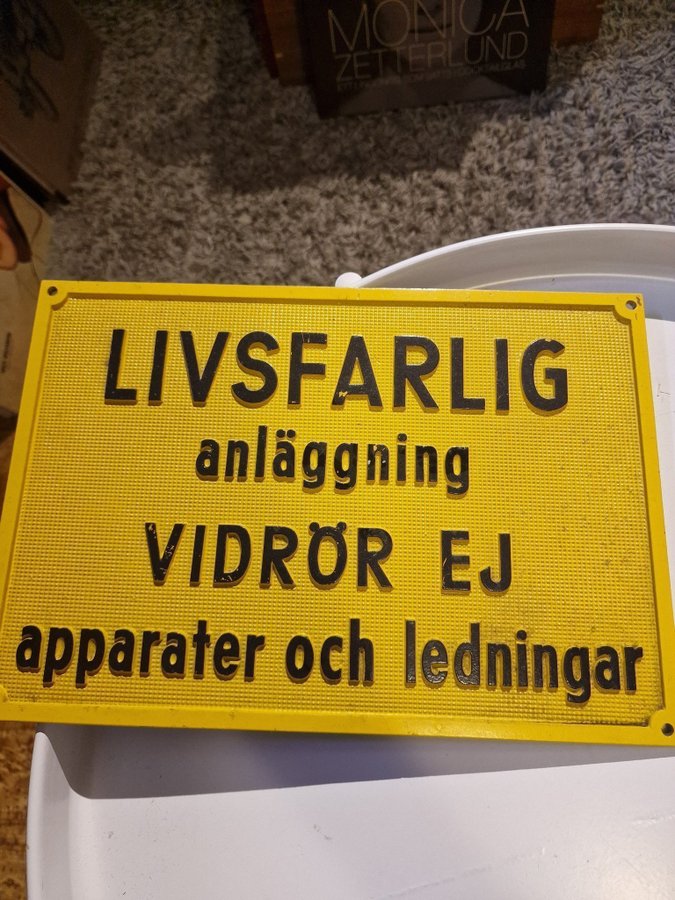 MONICA
ZETTERLUND
LIVSFARLIG
anläggning
VIDRÖR EJ
apparater och ledningar